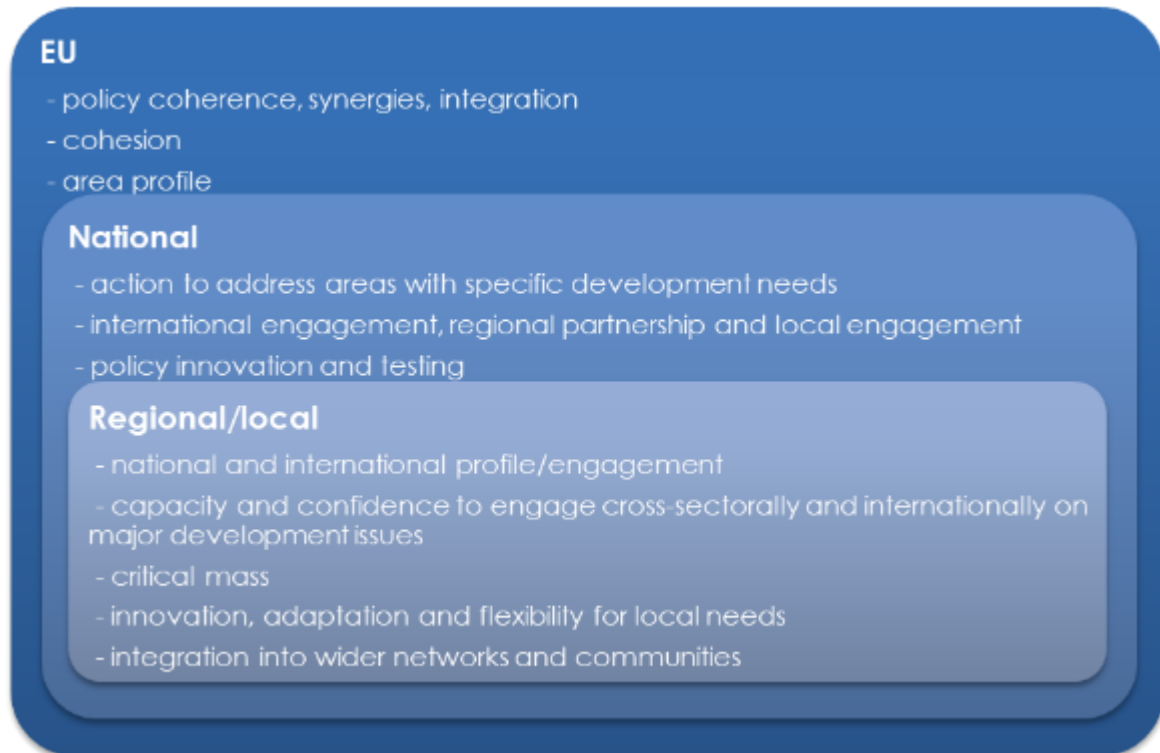 EU
- policy coherence, synergies, integration
- cohesion
- area profile
National
- action to address areas with specific development needs
- international engagement, regional partnership and local engagement
- policy innovation and testing
Regional/local
- national and international profile/engagement
- capacity and confidence to engage cross-sectorally and internationally on
major development issues
- critical mass
- innovation, adaptation and flexibility for local needs
- integration into wider networks and communities